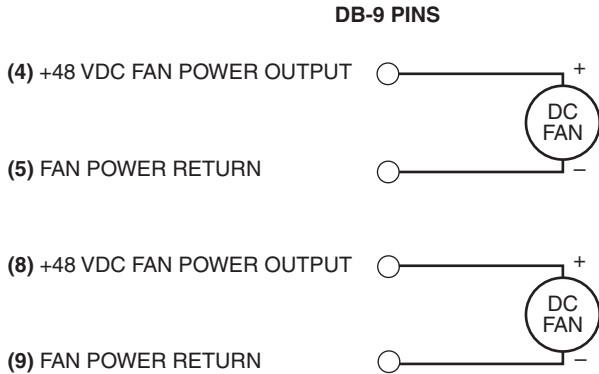 DB-9 PINS
(4) +48 VDC FAN POWER OUTPUT
+
DC
FAN
(5) FAN POWER RETURN
–
(8) +48 VDC FAN POWER OUTPUT
+
DC
FAN
(9) FAN POWER RETURN
–